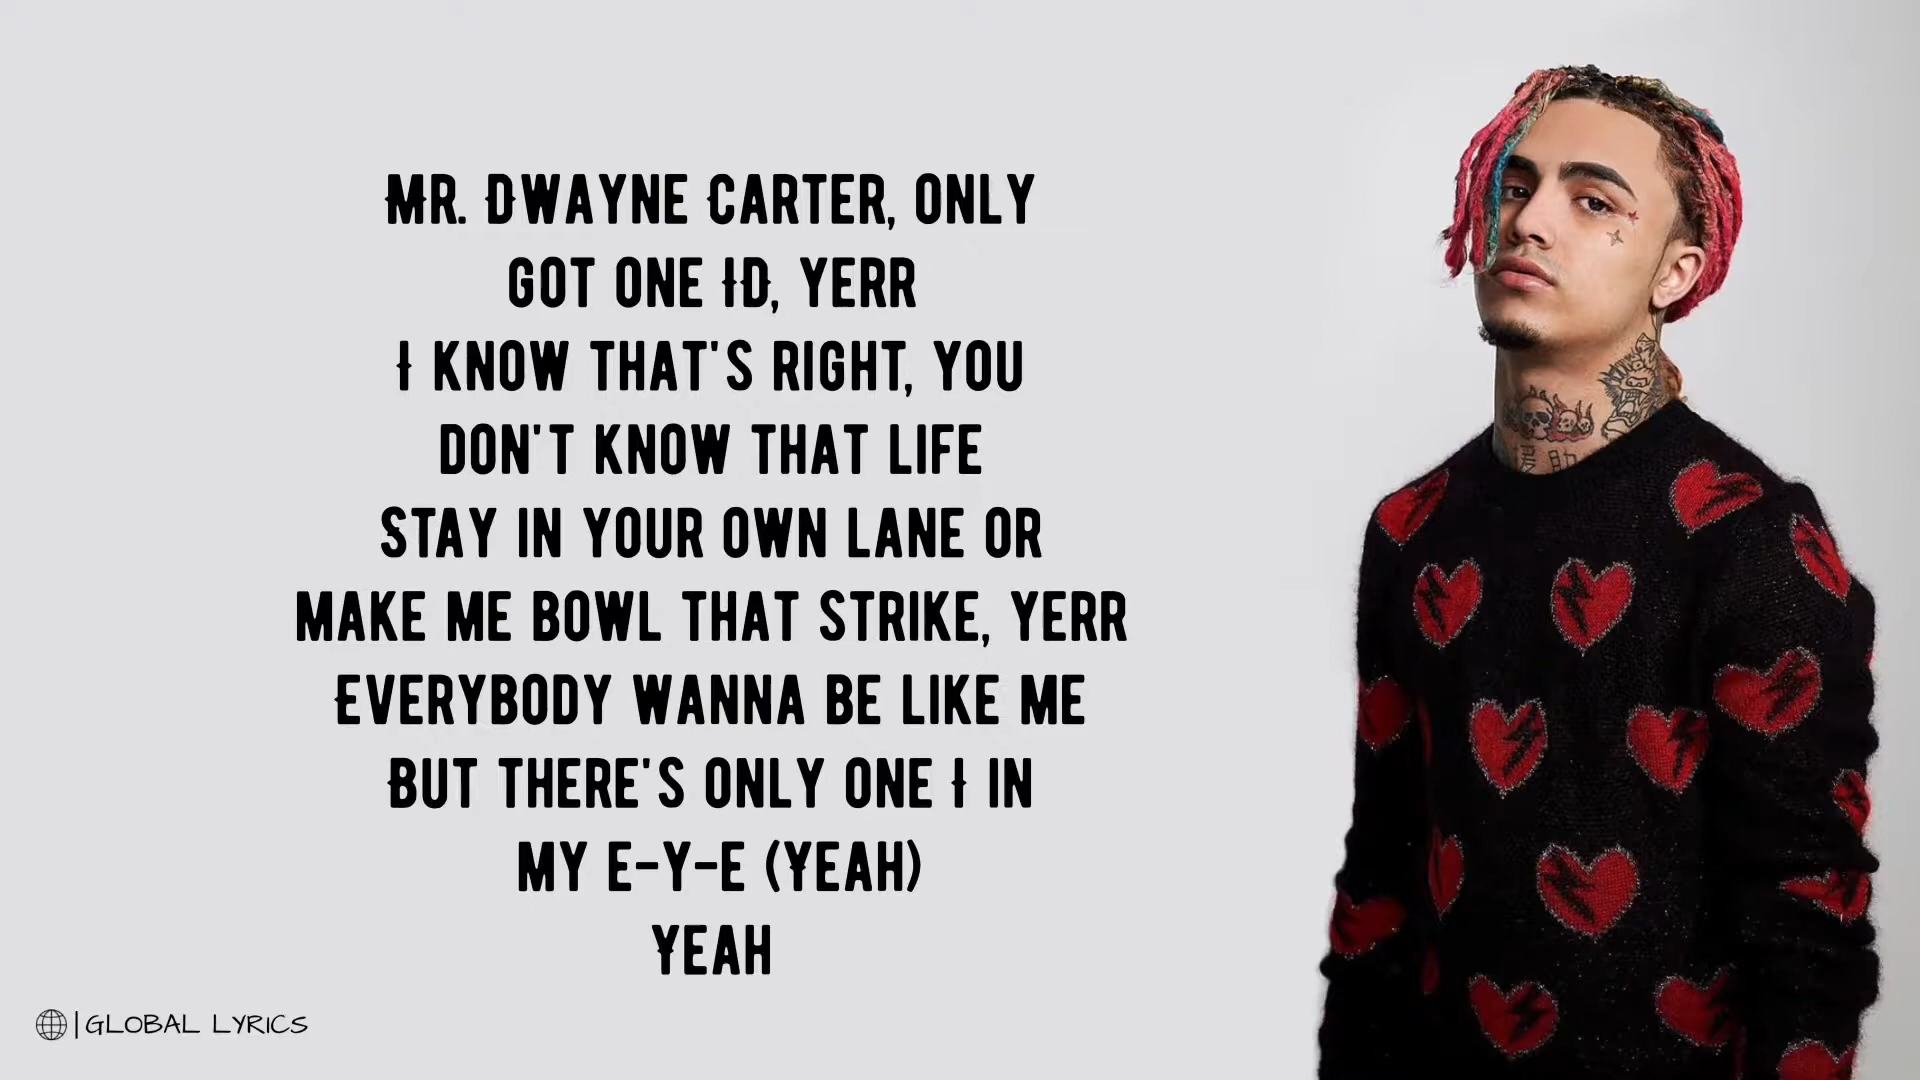 Mr. Dwayne Carter, only
got one ID, yerr
I know that's right, you
don't know that life
stay in your own lane or
make me bowl that strike, yerr
Everybody wanna be like me
But there's only one I in
my e-y-e (Yeah)
Yeah
|GLOBAL LYRICS